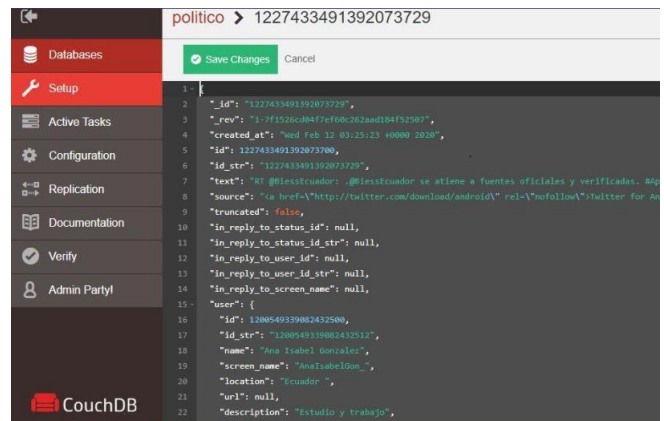 politico > 1227433491392073729
Databases
Setup
Active Tasks
Configuration
Replication
Documentation
Verify
Admin Party!
CouchDB
Save Changes Cancel
1 {
2 "_id": "1227433491392073729",
3 "_rev": "1-7f1526cd04f7ef60c262aad184f52507",
4 "created_at": "Wed Feb 12 03:25:23 +0000 2020",
5 "id": 1227433491392073700,
6 "id_str": "1227433491392073729",
7 "text": "RT @BiessEcuador: .@BiessEcuador se atiene a fuentes oficiales y verificadas. #Ap
8 "source": "<a href=\"http://twitter.com/download/android\" rel=\"nofollow\">Twitter for An
9 "truncated": false,
10 "in_reply_to_status_id": null,
11 "in_reply_to_status_id_str": null,
12 "in_reply_to_user_id": null,
13 "in_reply_to_user_id_str": null,
14 "in_reply_to_screen_name": null,
15 "user": {
16 "id": 1200549339082432500,
17 "id_str": "1200549339082432512",
18 "name": "Ana Isabel Gonzalez",
19 "screen_name": "AnaIsabelGon_",
20 "location": "Ecuador ",
21 "url": null,
22 "description": "Estudio y trabajo",